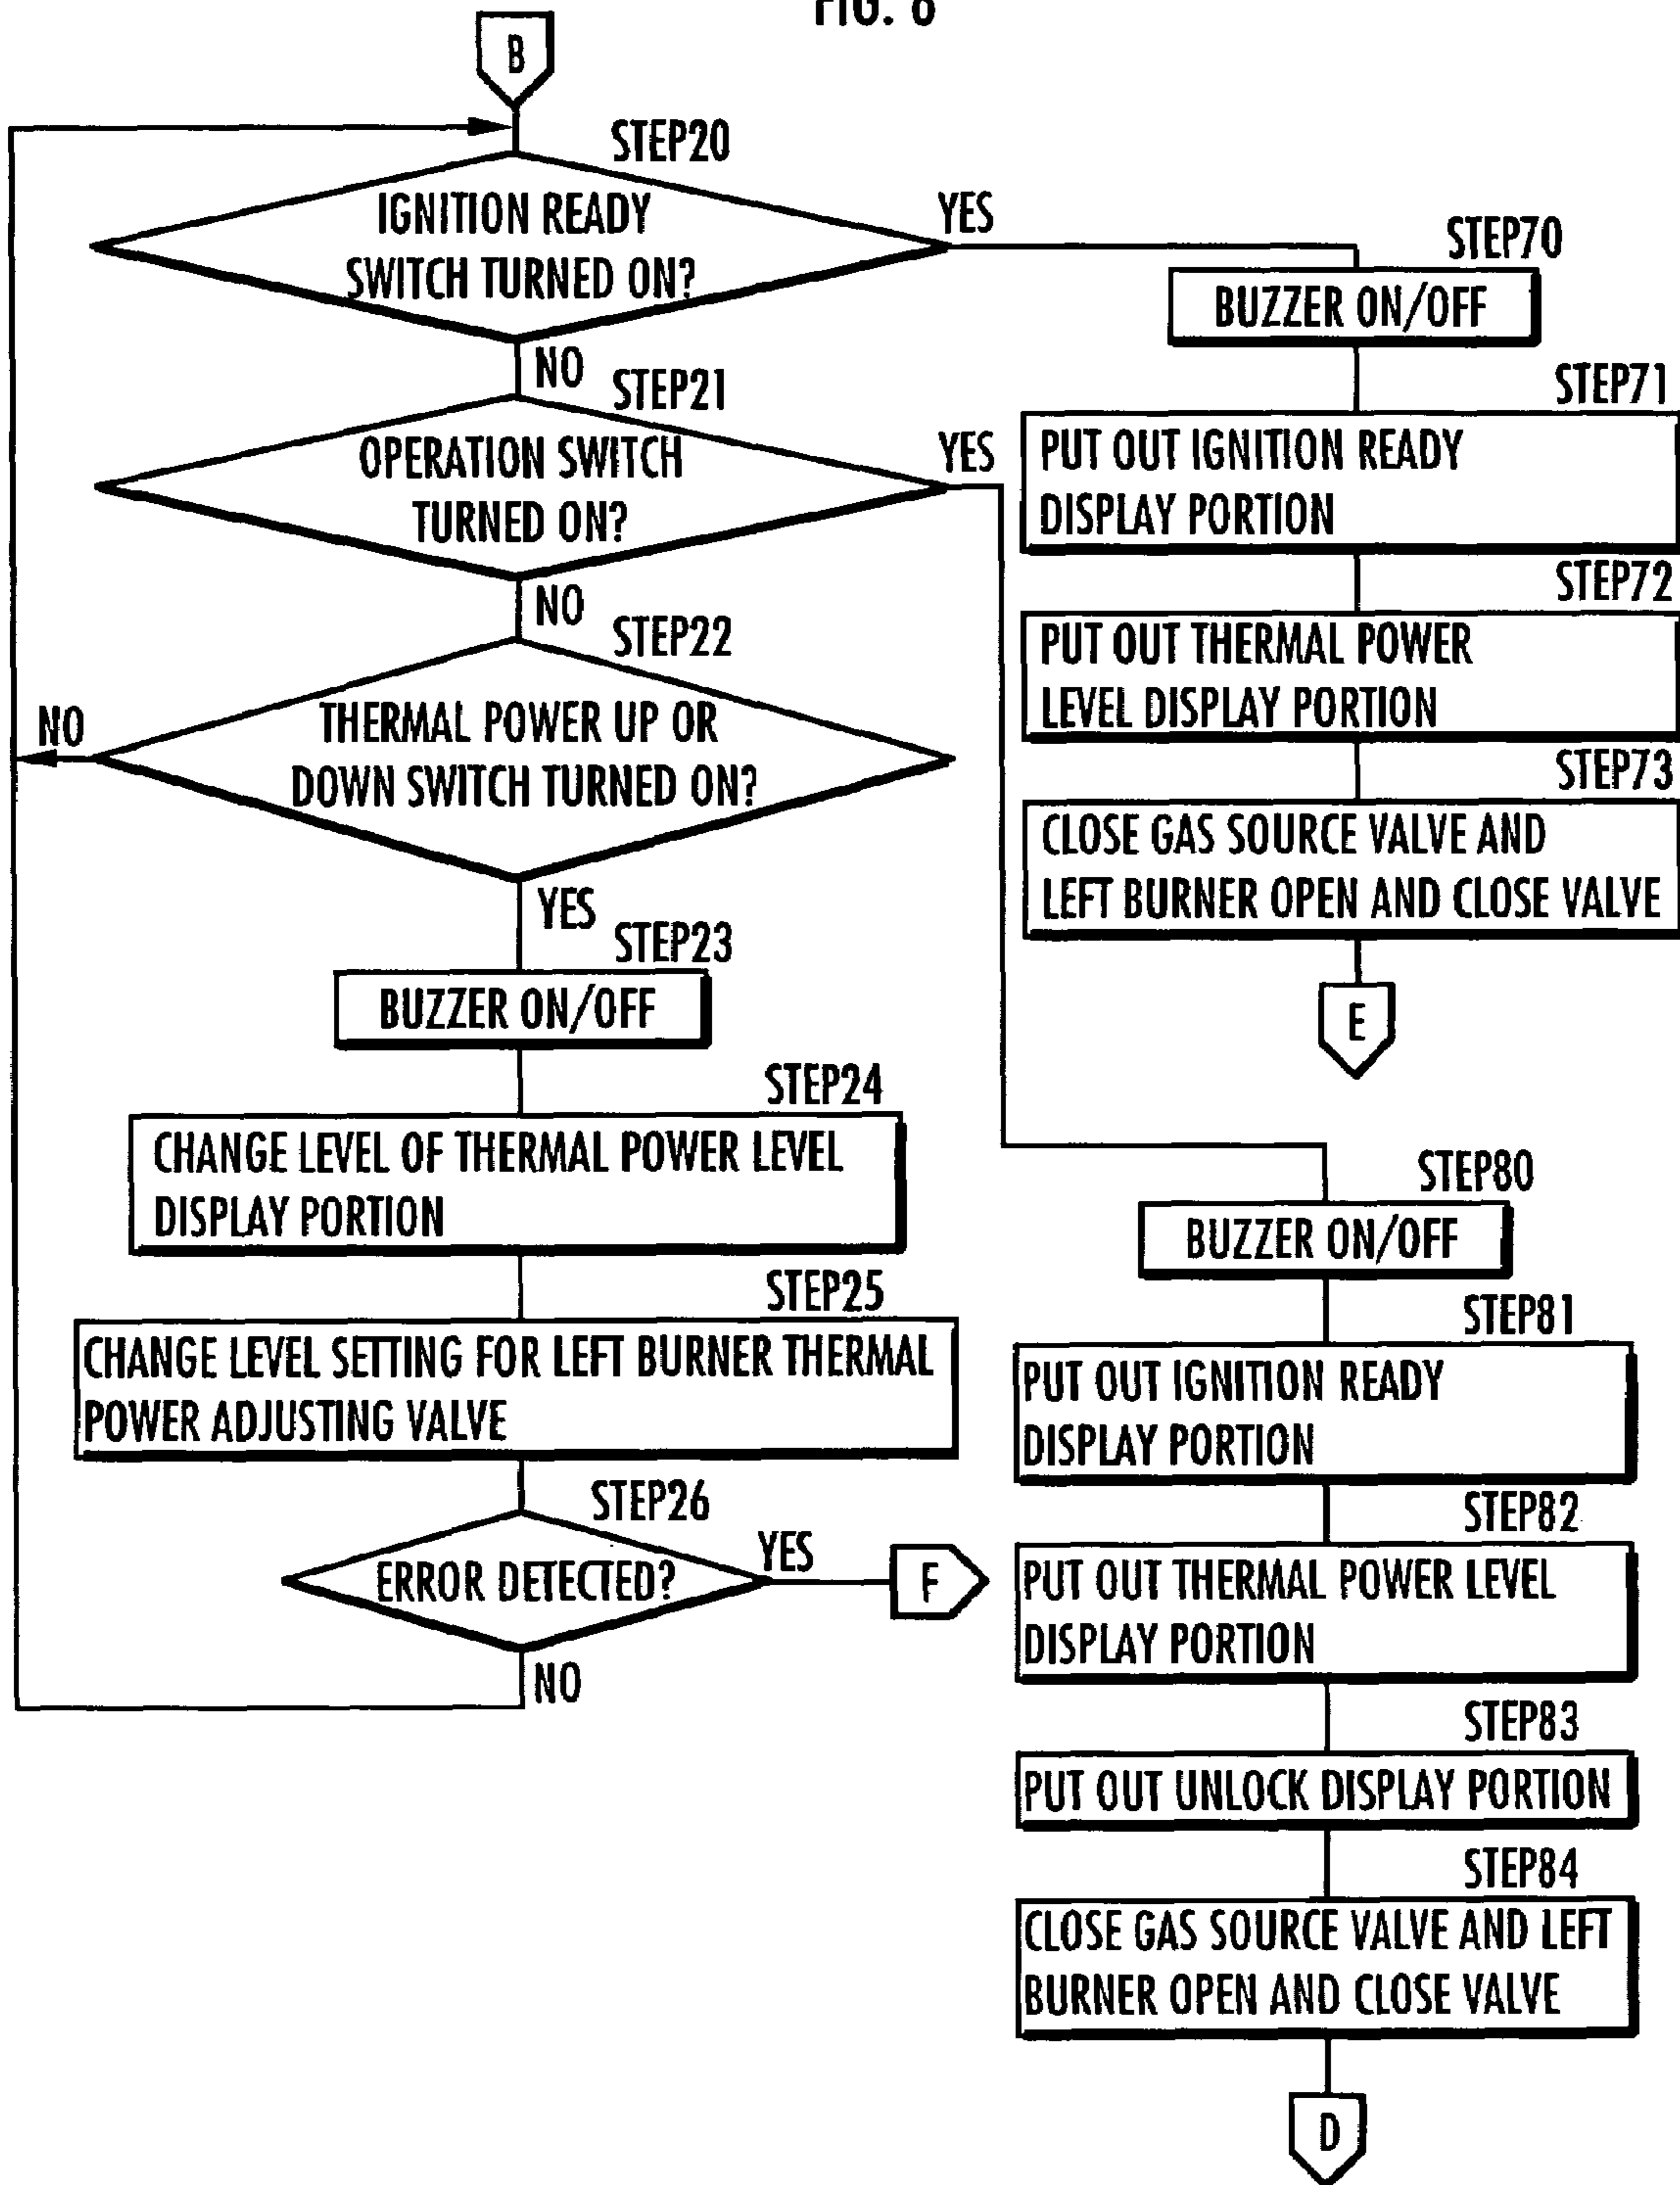 FIG. 8
B
STEP20
IGNITION READY
SWITCH TURNED ON?
YES
NO
STEP21
OPERATION SWITCH
TURNED ON?
YES
NO
STEP22
THERMAL POWER UP OR
DOWN SWITCH TURNED ON?
NO
YES
STEP23
BUZZER ON/OFF
STEP24
CHANGE LEVEL OF THERMAL POWER LEVEL
DISPLAY PORTION
STEP25
CHANGE LEVEL SETTING FOR LEFT BURNER THERMAL
POWER ADJUSTING VALVE
STEP26
ERROR DETECTED?
YES
F
NO
STEP70
BUZZER ON/OFF
STEP71
PUT OUT IGNITION READY
DISPLAY PORTION
STEP72
PUT OUT THERMAL POWER
LEVEL DISPLAY PORTION
STEP73
CLOSE GAS SOURCE VALVE AND
LEFT BURNER OPEN AND CLOSE VALVE
E
STEP80
BUZZER ON/OFF
STEP81
PUT OUT IGNITION READY
DISPLAY PORTION
STEP82
PUT OUT THERMAL POWER LEVEL
DISPLAY PORTION
STEP83
PUT OUT UNLOCK DISPLAY PORTION
STEP84
CLOSE GAS SOURCE VALVE AND LEFT
BURNER OPEN AND CLOSE VALVE
D